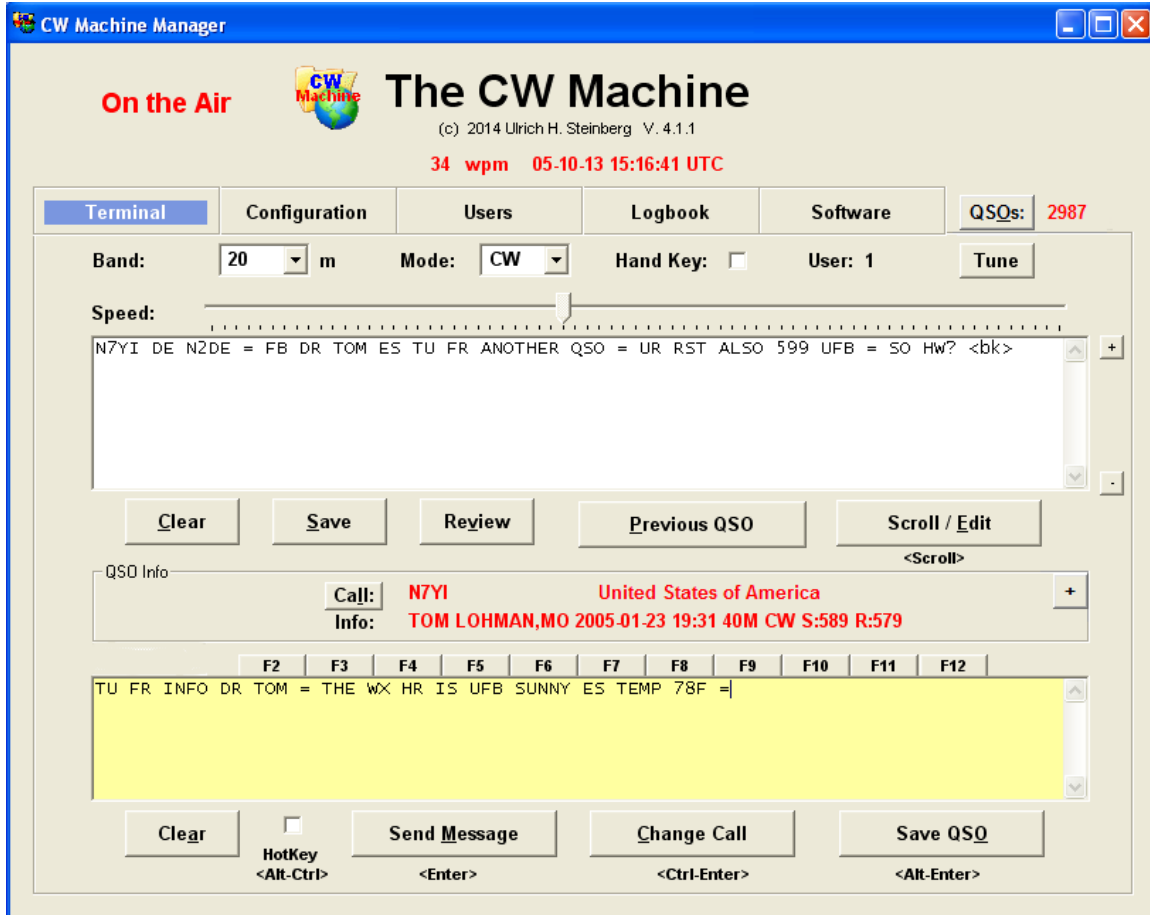 CW Machine Manager
On the Air
CW Machine
The CW Machine
(c) 2014 Ulrich H. Steinberg V. 4.1.1
34 wpm 05-10-13 15:16:41 UTC
Terminal Configuration Users Logbook Software QSOs: 2987
Band: 20 m Mode: CW Hand Key: User: 1 Tune
Speed:
N7YI DE N2DE = FB DR TOM ES TU FR ANOTHER QSO = UR RST ALSO 599 UFB = SO HW? <bk>
+
-
Clear Save Review Previous QSO Scroll / Edit
<Scroll>
QSO Info
Call: N7YI United States of America +
Info: TOM LOHMAN,MO 2005-01-23 19:31 40M CW S:589 R:579
F2 F3 F4 F5 F6 F7 F8 F9 F10 F11 F12
TU FR INFO DR TOM = THE WX HR IS UFB SUNNY ES TEMP 78F =
Clear Send Message Change Call Save QSO
HotKey
<Alt-Ctrl> <Enter> <Ctrl-Enter> <Alt-Enter>